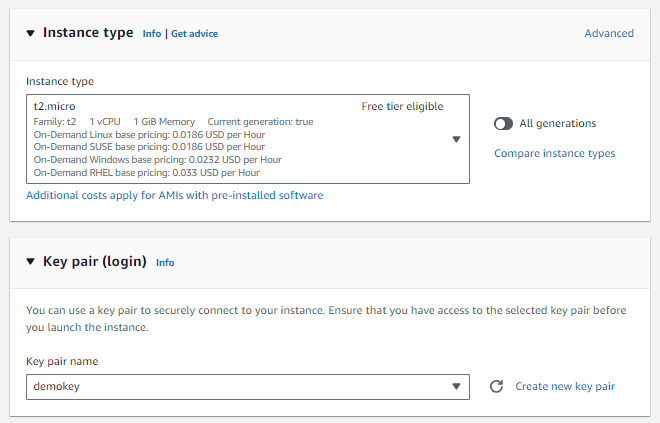 Instance type Info | Get advice Advanced
Instance type
t2.micro Free tier eligible
Family: t2 1 vCPU 1 GiB Memory Current generation: true
On-Demand Linux base pricing: 0.0186 USD per Hour
On-Demand SUSE base pricing: 0.0186 USD per Hour
On-Demand Windows base pricing: 0.0232 USD per Hour
On-Demand RHEL base pricing: 0.033 USD per Hour
All generations
Compare instance types
Additional costs apply for AMIs with pre-installed software
Key pair (login) Info
You can use a key pair to securely connect to your instance. Ensure that you have access to the selected key pair before
you launch the instance.
Key pair name
demokey
Create new key pair